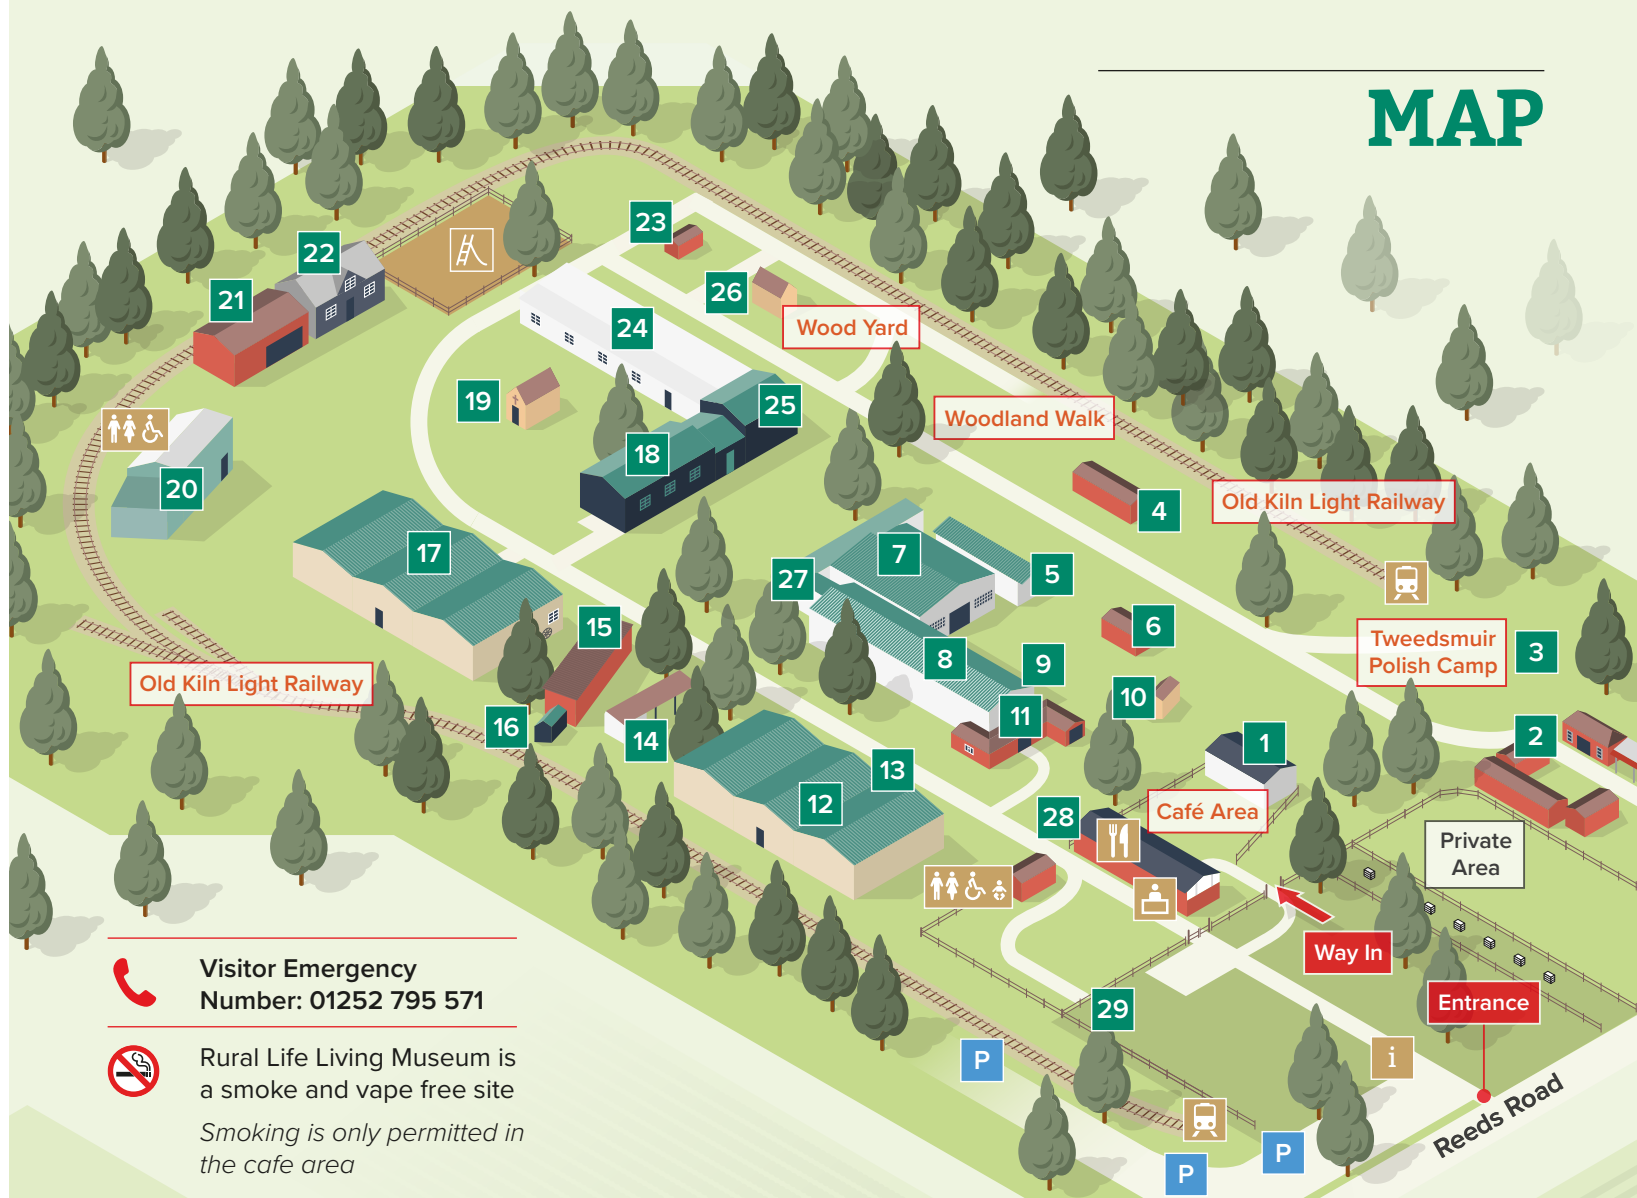 MAP
23
22
21
26
24
Wood Yard
19
25
Woodland Walk
18
20
4
Old Kiln Light Railway
17
7
5
27
15
6
Tweedsmuir
Polish Camp
3
8
9
Old Kiln Light Railway
10
16
14
11
1
2
13
12
28
Café Area
Private
Area
Way In
Entrance
29
P
i
P
P
Reeds Road
Visitor Emergency
Number: 01252 795 571
Rural Life Living Museum is
a smoke and vape free site
Smoking is only permitted in
the cafe area